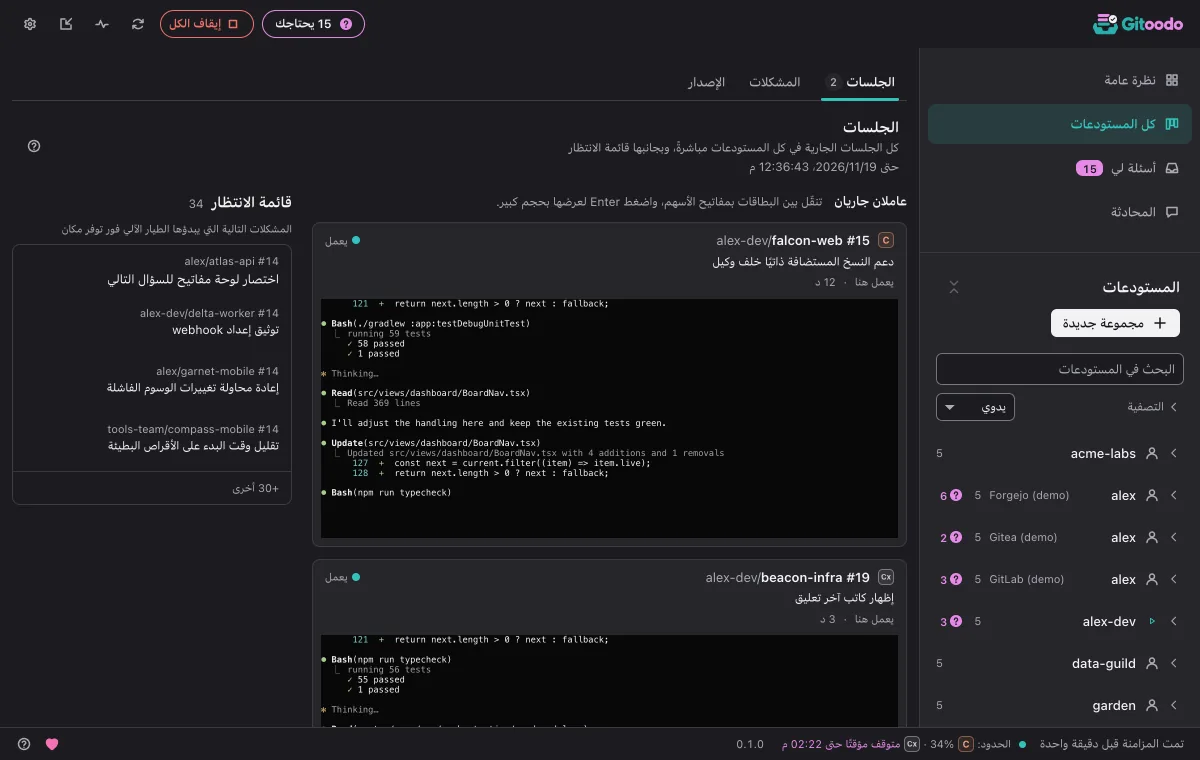 Gitoodo
15 يحتاجك
إيقاف الكل
نظرة عامة
كل المستودعات
أسئلة لي 15
المحادثة
المستودعات
مجموعة جديدة
البحث في المستودعات
التصفية
يدوي
acme-labs 5
alex Forgejo (demo) 5 6
alex Gitea (demo) 5 2
alex GitLab (demo) 5 3
alex-dev 5 3
data-guild 5
garden 5
الجلسات 2
المشكلات
الإصدار
الجلسات
كل الجلسات الجارية في كل المستودعات مباشرةً، وبجانبها قائمة الانتظار
حتى 2026/11/19، 12:36:43 م
عاملان جاريان تنقّل بين البطاقات بمفاتيح الأسهم، واضغط Enter لعرضها بحجم كبير.
C alex-dev/falcon-web #15 يعمل
دعم النسخ المستضافة ذاتيًا خلف وكيل
يعمل هنا · 12 د
121 + return next.length > 0 ? next : fallback;
Bash(./gradlew :app:testDebugUnitTest)
running 59 tests
✓ 58 passed
✓ 1 passed
* Thinking…
Read(src/views/dashboard/BoardNav.tsx)
Read 369 lines
I'll adjust the handling here and keep the existing tests green.
Update(src/views/dashboard/BoardNav.tsx)
Updated src/views/dashboard/BoardNav.tsx with 4 additions and 1 removals
127 + const next = current.filter((item) => item.live);
128 + return next.length > 0 ? next : fallback;
Bash(npm run typecheck)
Cx alex-dev/beacon-infra #19 يعمل
إظهار كاتب آخر تعليق
يعمل هنا · 3 د
121 + return next.length > 0 ? next : fallback;
Bash(npm run typecheck)
running 56 tests
✓ 55 passed
✓ 1 passed
* Thinking…
قائمة الانتظار 34
المشكلات التالية التي يبدؤها الطيار الآلي فور توفر مكان
alex/atlas-api #14
اختصار لوحة مفاتيح للسؤال التالي
alex-dev/delta-worker #14
توثيق إعداد webhook
alex/garnet-mobile #14
إعادة محاولة تغييرات الوسوم الفاشلة
tools-team/compass-mobile #14
تقليل وقت البدء على الأقراص البطيئة
+30 أخرى
تمت المزامنة قبل دقيقة واحدة
الحدود: C 34% · Cx متوقف مؤقتًا حتى 02:22 م
0.1.0